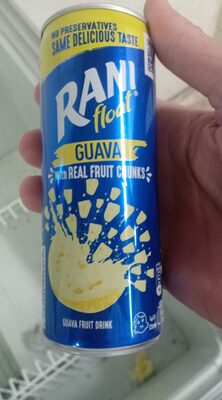 NO PRESERVATIVES
SAME DELICIOUS TASTE
RANI
float
GUAVA
with REAL FRUIT CHUNKS
GUAVA FRUIT DRINK